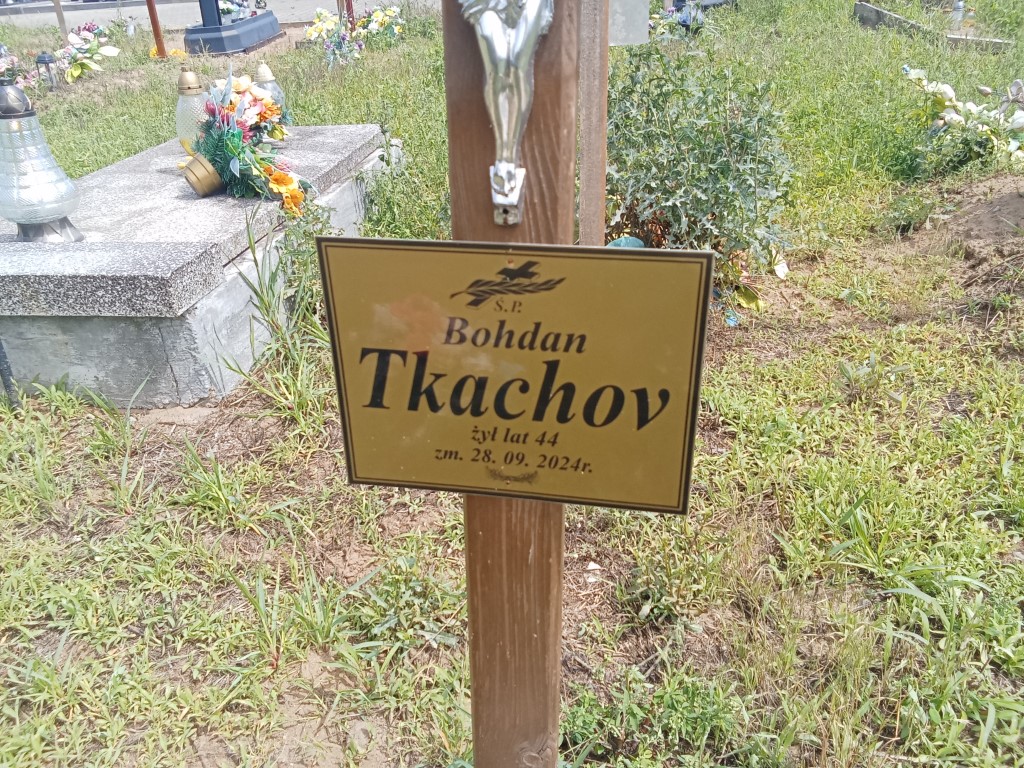 Ś.P.
Bohdan
Tkachov
żył lat 44
zm. 28. 09. 2024r.